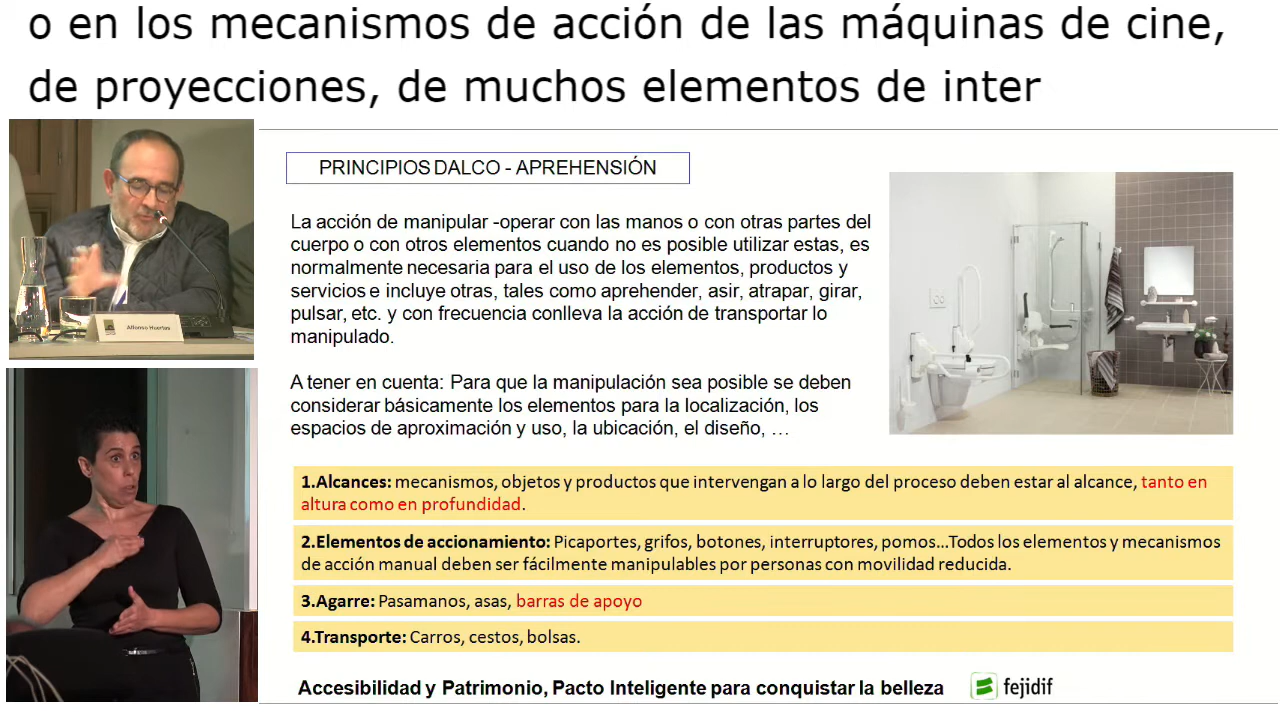 o en los mecanismos de acción de las máquinas de cine,
de proyecciones, de muchos elementos de inter
PRINCIPIOS DALCO - APREHENSIÓN
La acción de manipular -operar con las manos o con otras partes del
cuerpo o con otros elementos cuando no es posible utilizar estas, es
normalmente necesaria para el uso de los elementos, productos y
servicios e incluye otras, tales como aprehender, asir, atrapar, girar,
pulsar, etc. y con frecuencia conlleva la acción de transportar lo
manipulado.
A tener en cuenta: Para que la manipulación sea posible se deben
considerar básicamente los elementos para la localización, los
espacios de aproximación y uso, la ubicación, el diseño, …
1.Alcances: mecanismos, objetos y productos que intervengan a lo largo del proceso deben estar al alcance, tanto en
altura como en profundidad.
2.Elementos de accionamiento: Picaportes, grifos, botones, interruptores, pomos...Todos los elementos y mecanismos
de acción manual deben ser fácilmente manipulables por personas con movilidad reducida.
3.Agarre: Pasamanos, asas, barras de apoyo
4.Transporte: Carros, cestos, bolsas.
Accesibilidad y Patrimonio, Pacto Inteligente para conquistar la belleza
fejidif
Alfonso Huertas